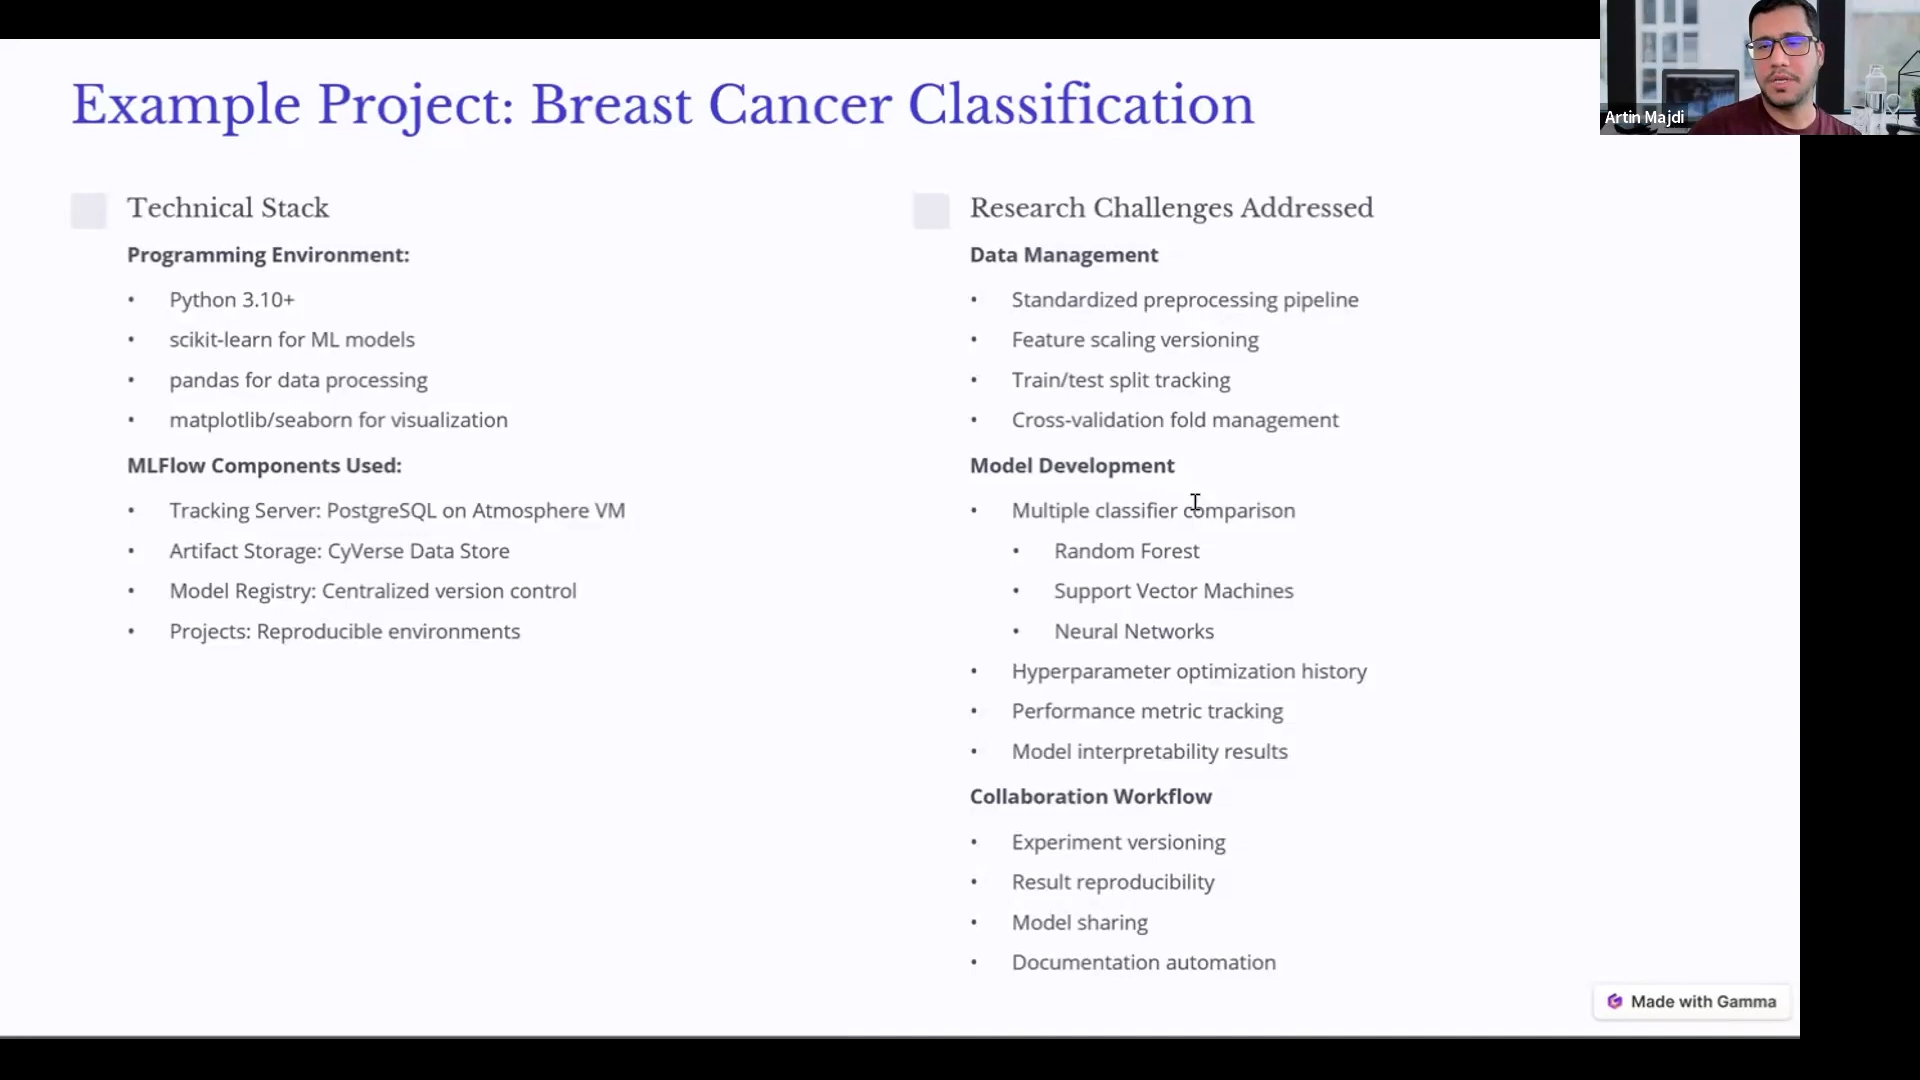 Example Project: Breast Cancer Classification
Artin Majdi
Technical Stack
Programming Environment:
• Python 3.10+
• scikit-learn for ML models
• pandas for data processing
• matplotlib/seaborn for visualization
MLFlow Components Used:
• Tracking Server: PostgreSQL on Atmosphere VM
• Artifact Storage: CyVerse Data Store
• Model Registry: Centralized version control
• Projects: Reproducible environments
Research Challenges Addressed
Data Management
• Standardized preprocessing pipeline
• Feature scaling versioning
• Train/test split tracking
• Cross-validation fold management
Model Development
• Multiple classifier comparison
• Random Forest
• Support Vector Machines
• Neural Networks
• Hyperparameter optimization history
• Performance metric tracking
• Model interpretability results
Collaboration Workflow
• Experiment versioning
• Result reproducibility
• Model sharing
• Documentation automation
Made with Gamma